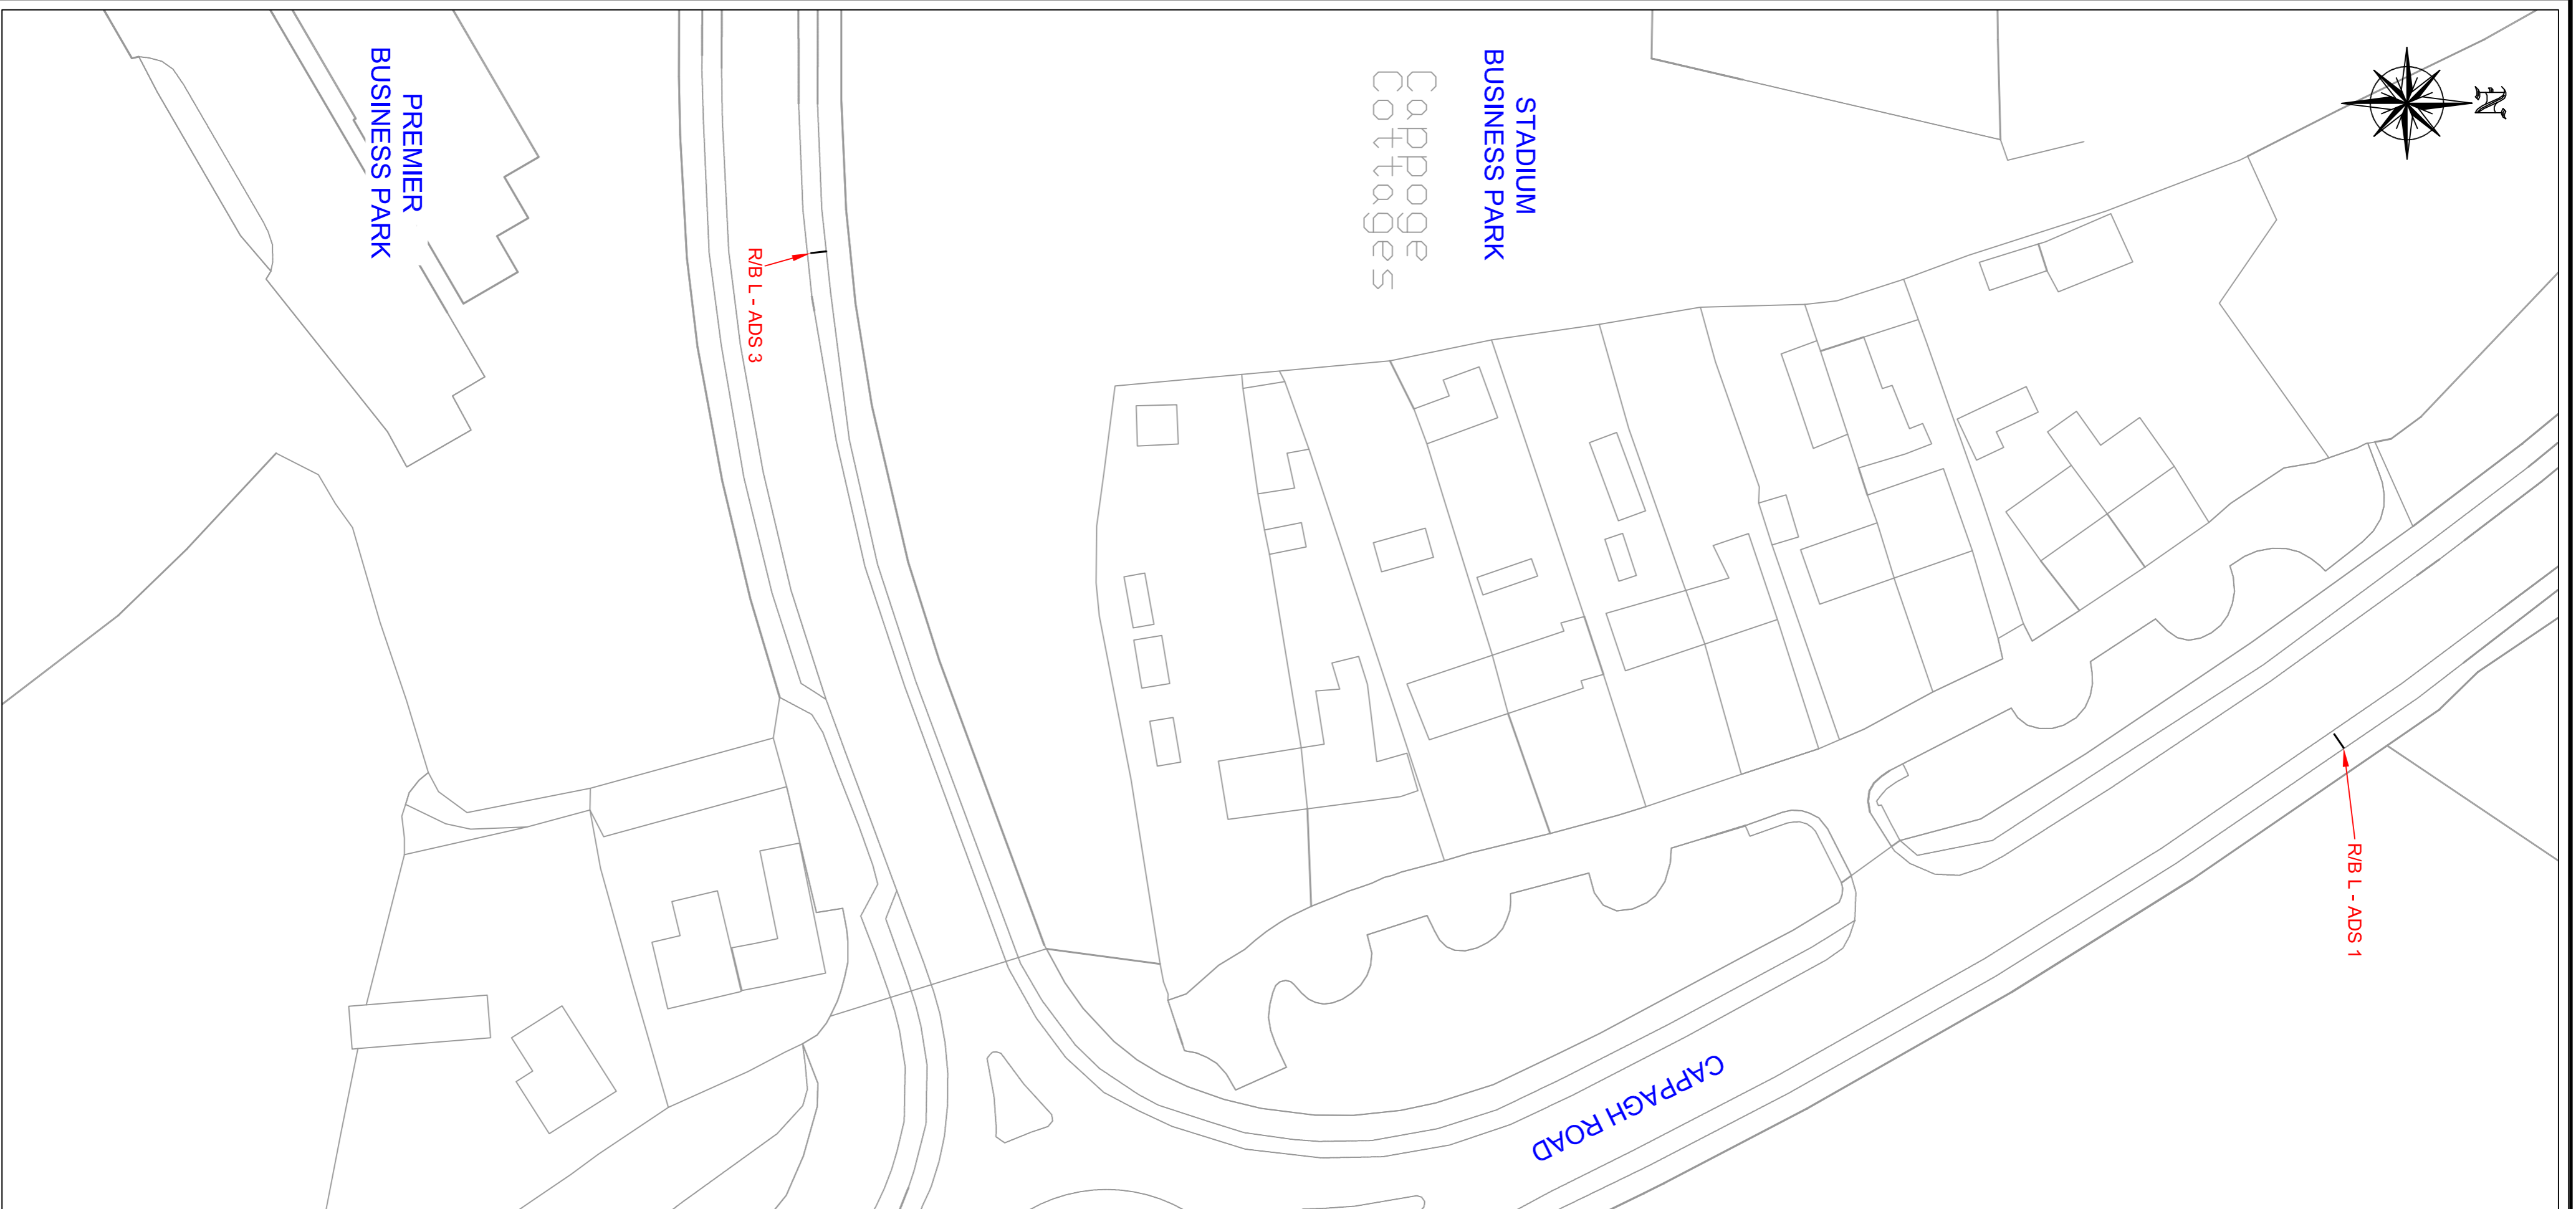 PREMIER
BUSINESS PARK
R/B L - ADS 3
Cappoge
Cottages
STADIUM
BUSINESS PARK
N
R/B L - ADS 1
CAPPAGH ROAD